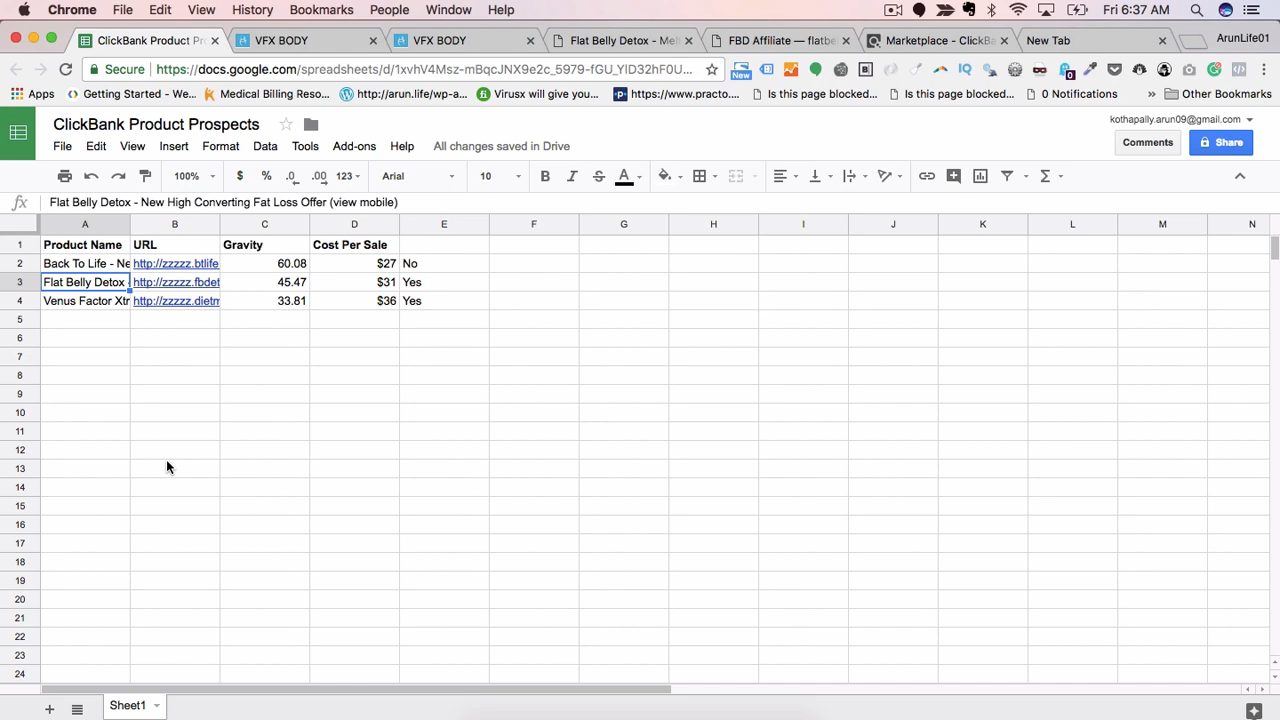 Chrome File Edit View History Bookmarks People Window Help Fri 6:37 AM
ClickBank Product Pr VFX BODY VFX BODY Flat Belly Detox - Mel FBD Affiliate — flatbe Marketplace - ClickBa New Tab ArunLife01
Secure https://docs.google.com/spreadsheets/d/1xvhV4Msz-mBqcJNX9e2c_5979-fGU_YlD32hF0U... New 0
Apps Getting Started - We... Medical Billing Reso... http://arun.life/wp-a... Virusx will give you... https://www.practo... Is this page blocked... Is this page blocked... 0 Notifications » Other Bookmarks
ClickBank Product Prospects kothapally.arun09@gmail.com
File Edit View Insert Format Data Tools Add-ons Help All changes saved in Drive Comments Share
100% $ % .0 .00 123 Arial 10 B I S A Σ
fx Flat Belly Detox - New High Converting Fat Loss Offer (view mobile)
A B C D E F G H I J K L M N
1 Product Name URL Gravity Cost Per Sale
2 Back To Life - Ne http://zzzzz.btlife 60.08 $27 No
3 Flat Belly Detox http://zzzzz.fbdet 45.47 $31 Yes
4 Venus Factor Xtr http://zzzzz.dietm 33.81 $36 Yes
5
6
7
8
9
10
11
12
13
14
15
16
17
18
19
20
21
22
23
24
+ Sheet1